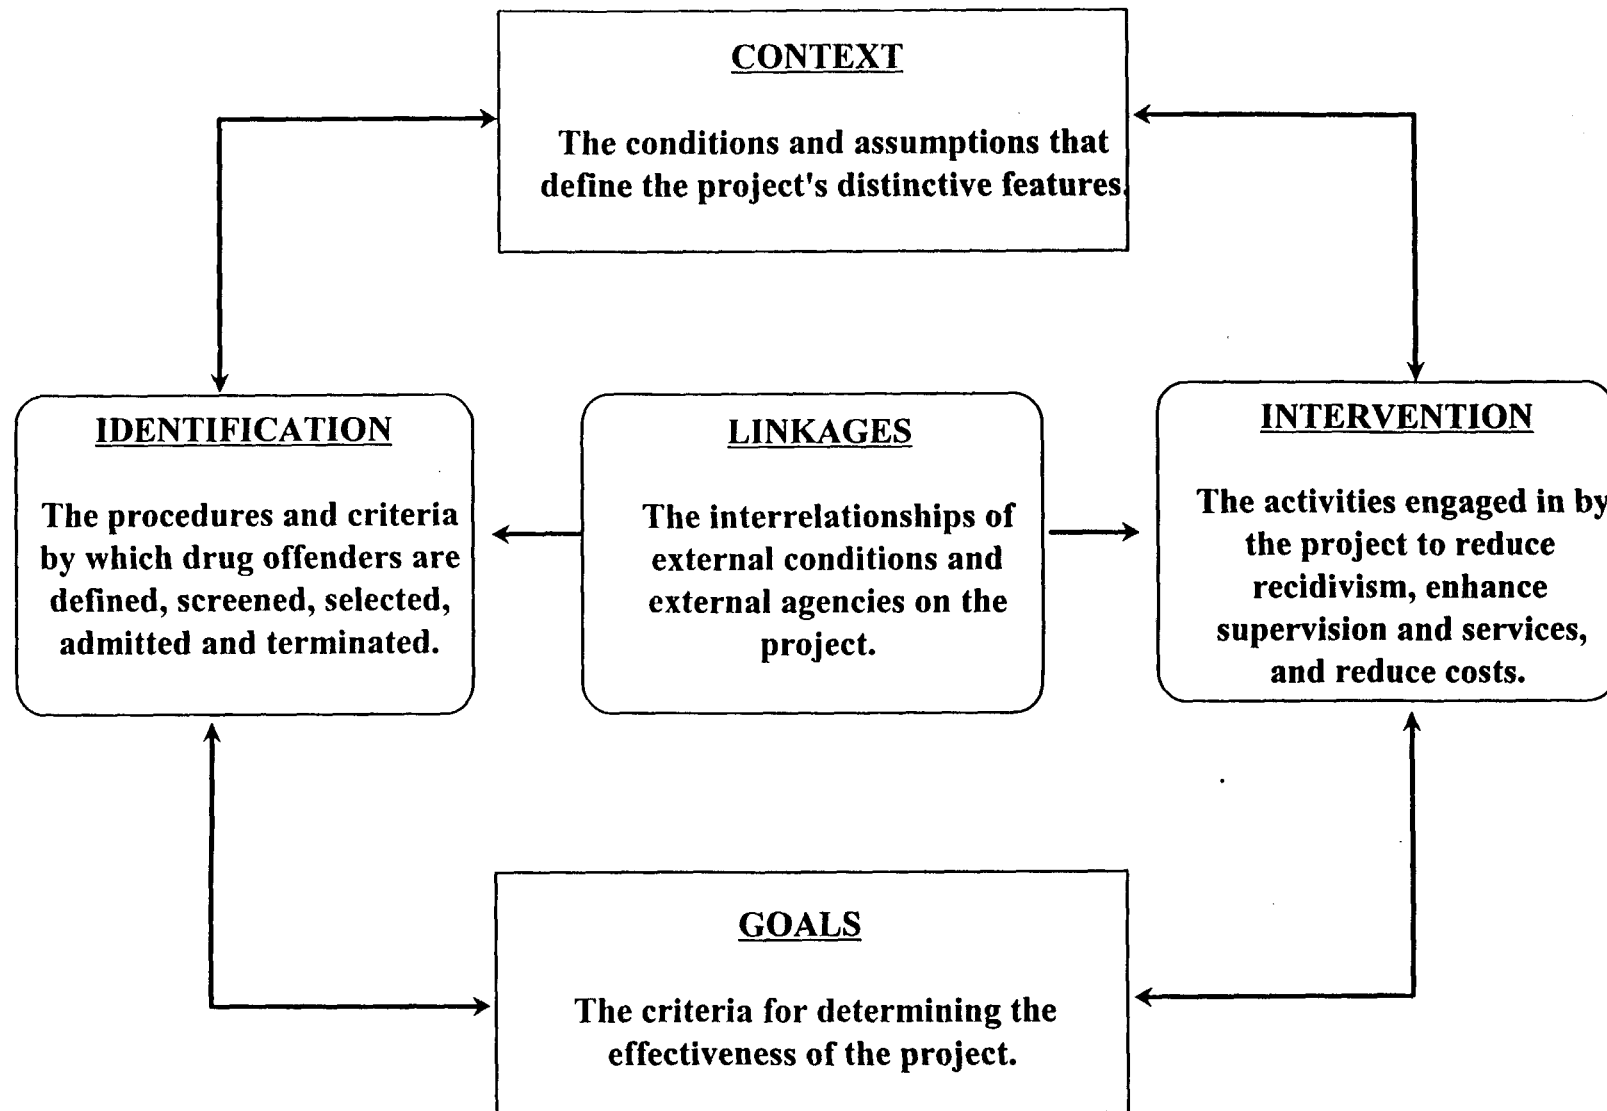 CONTEXT
The conditions and assumptions that
define the project's distinctive features.
IDENTIFICATION
The procedures and criteria
by which drug offenders are
defined, screened, selected,
admitted and terminated.
LINKAGES
The interrelationships of
external conditions and
external agencies on the
project.
INTERVENTION
The activities engaged in by
the project to reduce
recidivism, enhance
supervision and services,
and reduce costs.
GOALS
The criteria for determining the
effectiveness of the project.